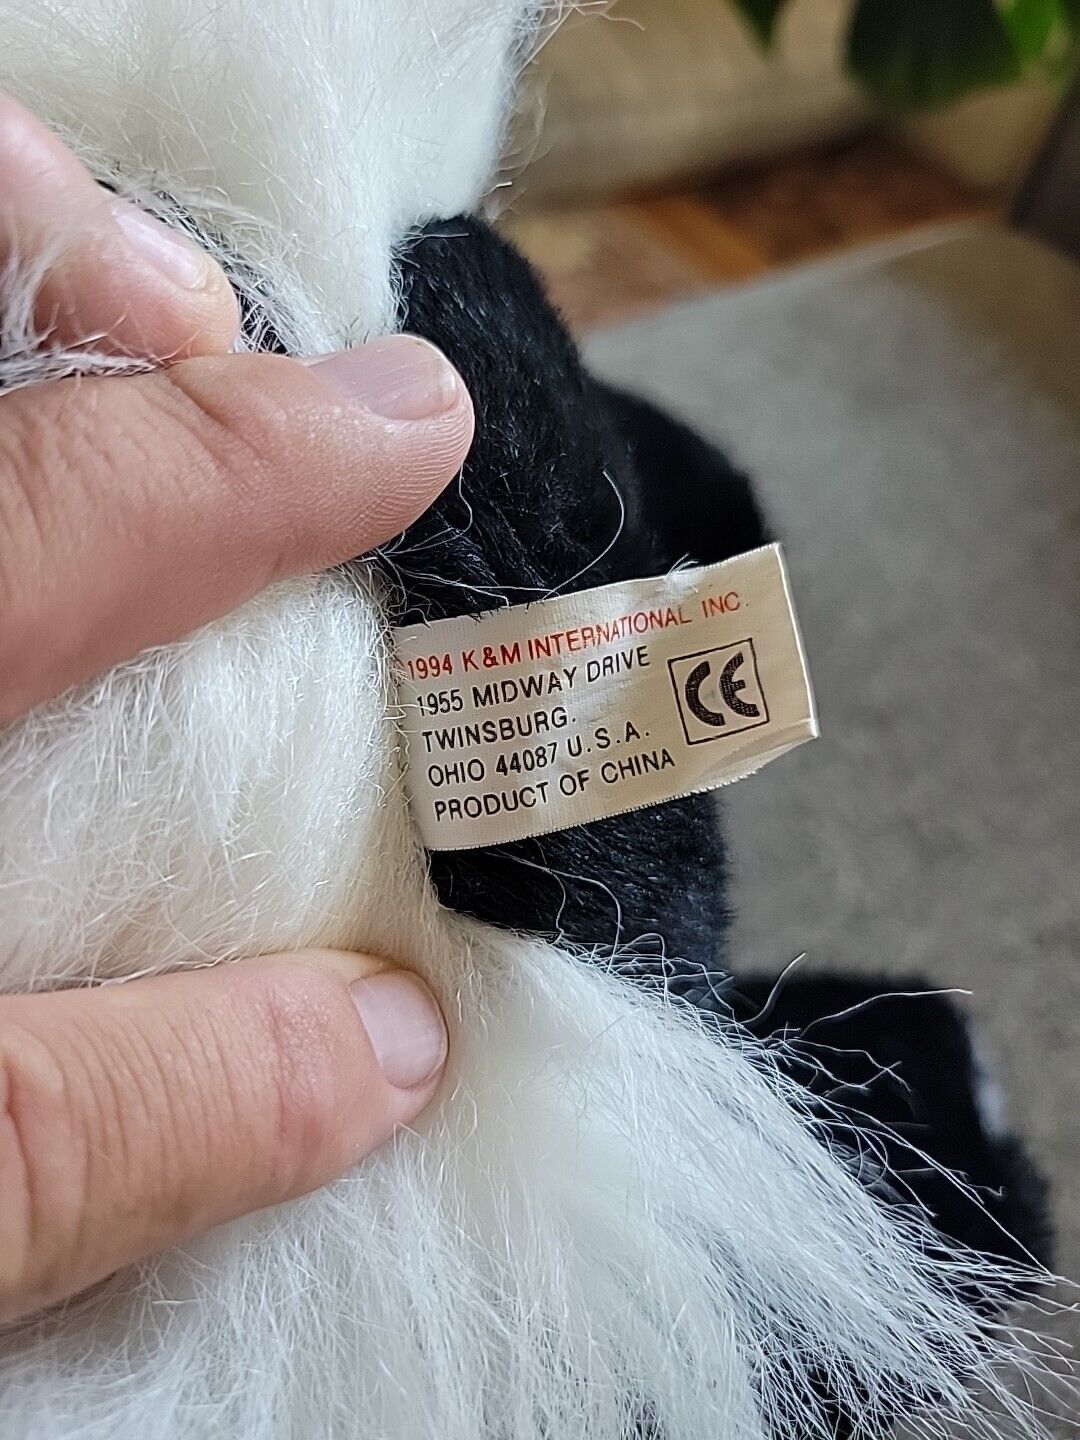 ©1994 K&M INTERNATIONAL INC.
1955 MIDWAY DRIVE
TWINSBURG.
OHIO 44087 U.S.A.
PRODUCT OF CHINA
CE